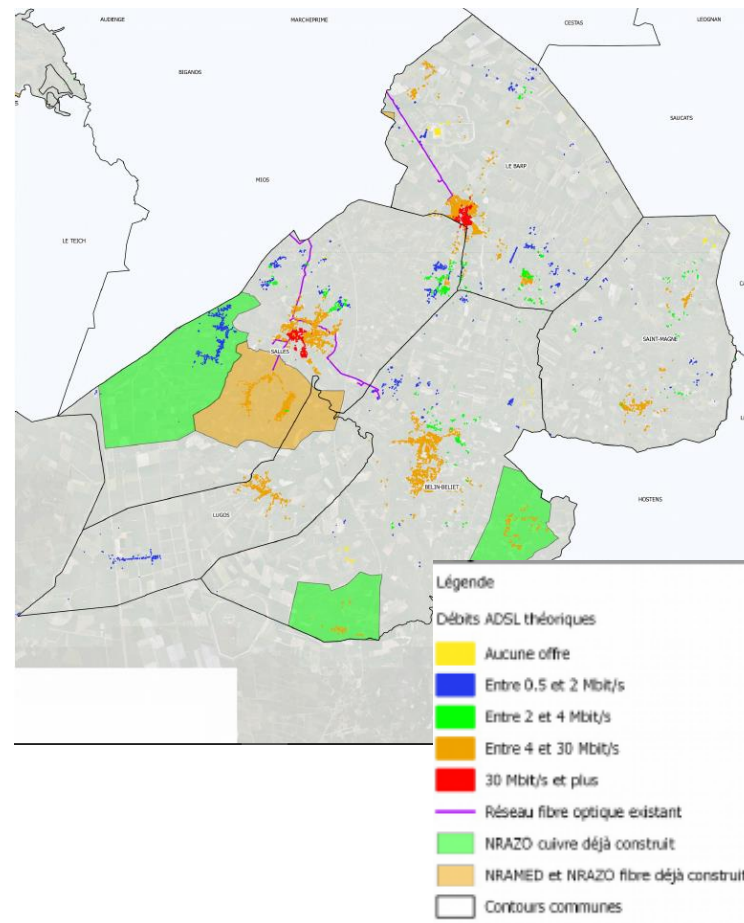 AUDENGE
MARCHEPRIME
CESTAS
LEOGNAN
BIGANOS
SAUCATS
LE BARP
MIOS
LE TEICH
SAINT-MAGNE
SALLES
BELIN-BELIET
HOSTENS
LUGOS
Légende
Débits ADSL théoriques
Aucune offre
Entre 0.5 et 2 Mbit/s
Entre 2 et 4 Mbit/s
Entre 4 et 30 Mbit/s
30 Mbit/s et plus
Réseau fibre optique existant
NRAZO cuivre déjà construit
NRAMED et NRAZO fibre déjà construit
Contours communes